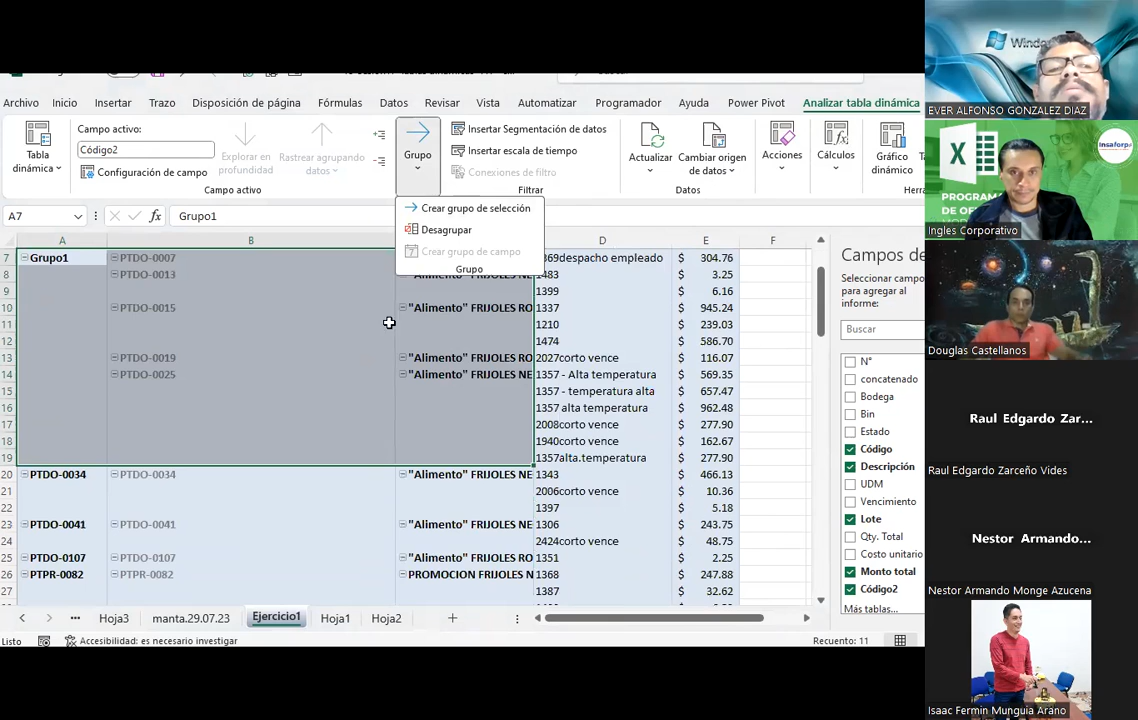 Archivo Inicio Insertar Trazo Disposición de página Fórmulas Datos Revisar Vista Automatizar Programador Ayuda Power Pivot Analizar tabla dinámica
Tabla dinámica
Campo activo:
Código2
Configuración de campo
Explorar en profundidad
Rastrear agrupando datos
Campo activo
Grupo
Insertar Segmentación de datos
Insertar escala de tiempo
Conexiones de filtro
Filtrar
Actualizar
Cambiar origen de datos
Datos
Acciones
Cálculos
Gráfico dinámico
Herra
Crear grupo de selección
Desagrupar
Crear grupo de campo
Grupo
A7 fx Grupo1
A B D E F
7 Grupo1 PTDO-0007 1369despacho empleado $ 304.76
8 PTDO-0013 1483 $ 3.25
9 1399 $ 6.16
10 PTDO-0015 "Alimento" FRIJOLES RO 1337 $ 945.24
11 1210 $ 239.03
12 1474 $ 586.70
13 PTDO-0019 "Alimento" FRIJOLES RO 2027corto vence $ 116.07
14 PTDO-0025 "Alimento" FRIJOLES NE 1357 - Alta temperatura $ 569.35
15 1357 - temperatura alta $ 657.47
16 1357 alta temperatura $ 962.48
17 2008corto vence $ 277.90
18 1940corto vence $ 162.67
19 1357alta.temperatura $ 277.90
20 PTDO-0034 PTDO-0034 "Alimento" FRIJOLES NE 1343 $ 466.13
21 2006corto vence $ 10.36
22 1397 $ 5.18
23 PTDO-0041 PTDO-0041 "Alimento" FRIJOLES NE 1306 $ 243.75
24 2424corto vence $ 48.75
25 PTDO-0107 PTDO-0107 "Alimento" FRIJOLES RO 1351 $ 2.25
26 PTPR-0082 PTPR-0082 PROMOCION FRIJOLES N 1368 $ 247.88
27 1387 $ 32.62
Campos de
Seleccionar campo
para agregar al
informe:
Buscar
N°
concatenado
Bodega
Bin
Estado
Código
Descripción
UDM
Vencimiento
Lote
Qty. Total
Costo unitario
Monto total
Código2
Más tablas...
... Hoja3 manta.29.07.23 Ejercicio1 Hoja1 Hoja2
Listo Accesibilidad: es necesario investigar Recuento: 11
EVER ALFONSO GONZALEZ DIAZ
Insaforp
PROGRAMA
DE OF
Ingles Corporativo
Douglas Castellanos
Raul Edgardo Zar...
Raul Edgardo Zarceño Vides
Nestor Armando...
Nestor Armando Monge Azucena
Isaac Fermin Munguia Arano